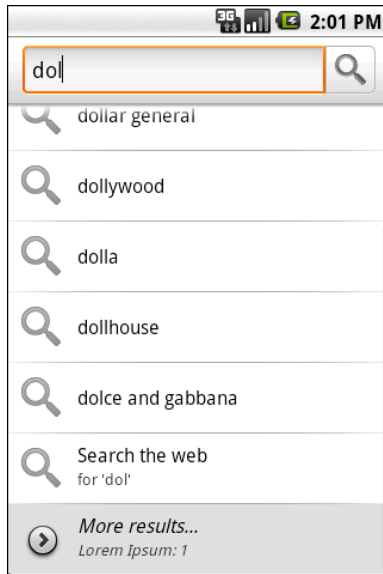 3G 2:01 PM
dol
dollar general
dollywood
dolla
dollhouse
dolce and gabbana
Search the web
for 'dol'
More results...
Lorem Ipsum: 1